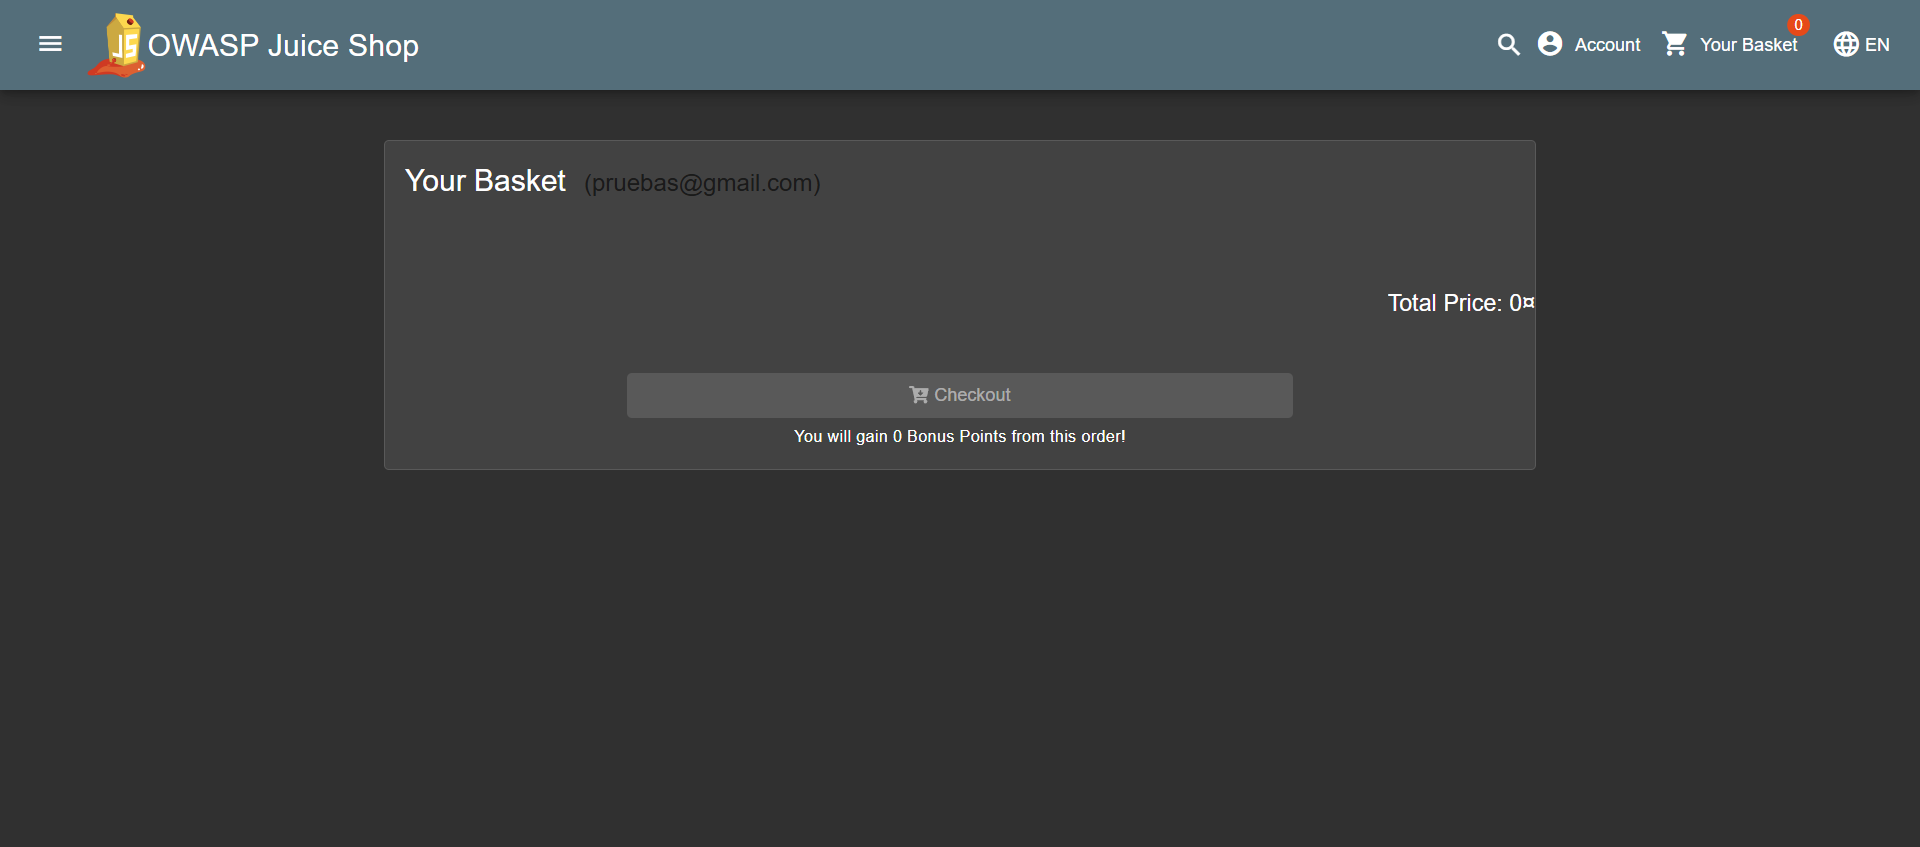 OWASP Juice Shop
Account
Your Basket
0
EN
Your Basket (pruebas@gmail.com)
Total Price: 0¤
Checkout
You will gain 0 Bonus Points from this order!